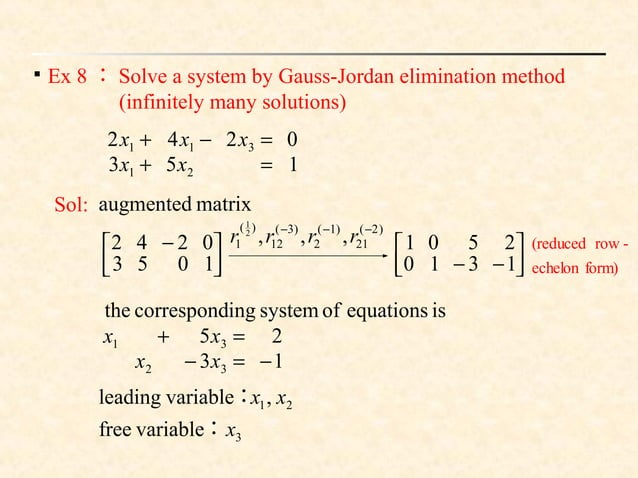 ▪ Ex 8：Solve a system by Gauss-Jordan elimination method
(infinitely many solutions)
2x₁ + 4x₁ − 2x₃ = 0
3x₁ + 5x₂ = 1
Sol: augmented matrix
[2 4 −2 0] r₁^(1/2), r₁₂^(−3), r₂^(−1), r₂₁^(−2) [1 0 5 2] (reduced row -
[3 5 0 1] [0 1 −3 −1] echelon form)
the corresponding system of equations is
x₁ + 5x₃ = 2
x₂ − 3x₃ = −1
leading variable：x₁, x₂
free variable：x₃